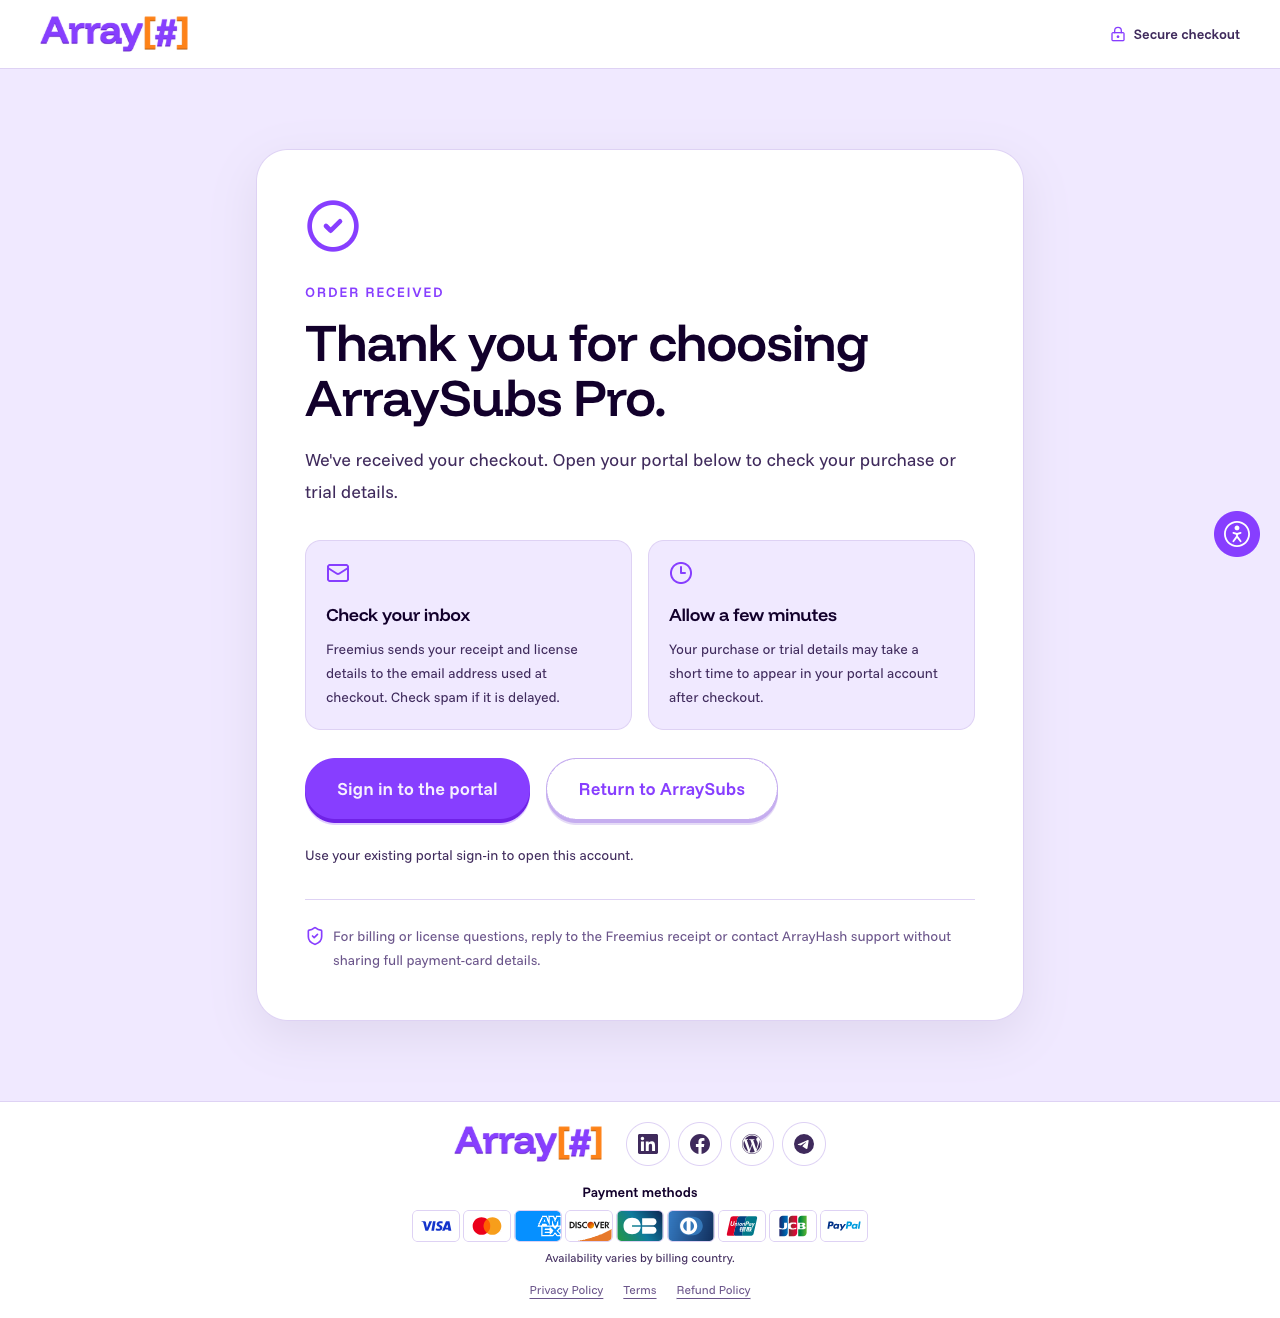 Array[#]
Secure checkout
ORDER RECEIVED
Thank you for choosing
ArraySubs Pro.
We've received your checkout. Open your portal below to check your purchase or
trial details.
Check your inbox
Freemius sends your receipt and license
details to the email address used at
checkout. Check spam if it is delayed.
Allow a few minutes
Your purchase or trial details may take a
short time to appear in your portal account
after checkout.
Sign in to the portal
Return to ArraySubs
Use your existing portal sign-in to open this account.
For billing or license questions, reply to the Freemius receipt or contact ArrayHash support without
sharing full payment-card details.
Array[#]
Payment methods
VISA
AM
EX
DISCOVER
UnionPay
银联
JCB
PayPal
Availability varies by billing country.
Privacy Policy
Terms
Refund Policy